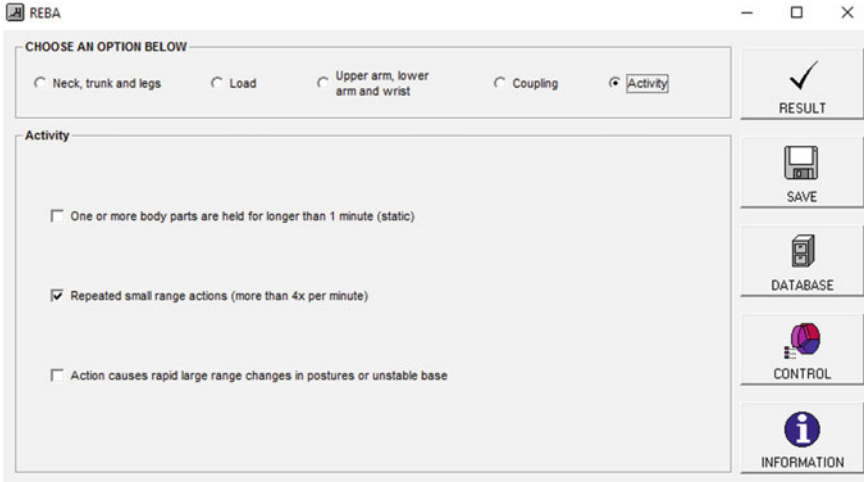 REBA
CHOOSE AN OPTION BELOW
Neck, trunk and legs
Load
Upper arm, lower
arm and wrist
Coupling
Activity
RESULT
Activity
One or more body parts are held for longer than 1 minute (static)
SAVE
Repeated small range actions (more than 4x per minute)
DATABASE
Action causes rapid large range changes in postures or unstable base
CONTROL
INFORMATION